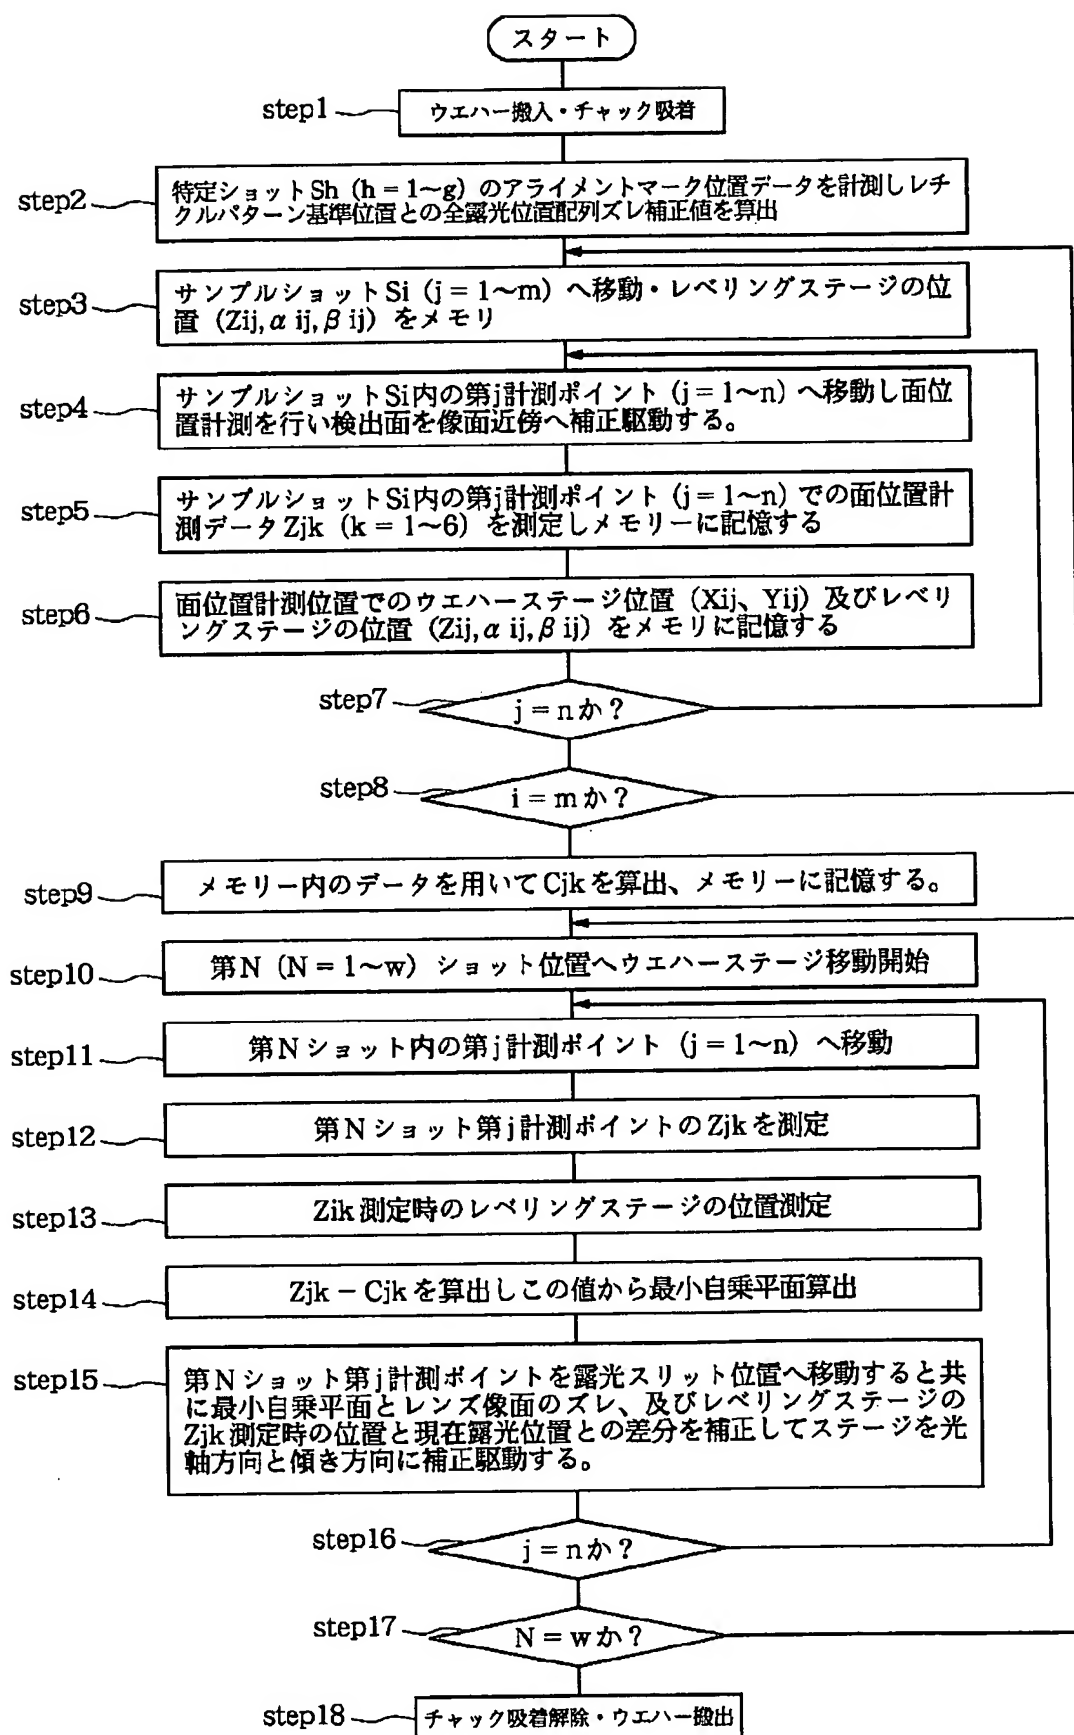 スタート
step1
ウエハー搬入・チャック吸着
step2
特定ショットSh(h=1~g)のアライメントマーク位置データを計測しレチ
クルパターン基準位置との全露光位置配列ズレ補正値を算出
step3
サンプルショットSi(j=1~m)へ移動・レベリングステージの位
置(Zij,αij,βij)をメモリ
step4
サンプルショットSi内の第j計測ポイント(j=1~n)へ移動し面位
置計測を行い検出面を像面近傍へ補正駆動する。
step5
サンプルショットSi内の第j計測ポイント(j=1~n)での面位置計
測データZjk(k=1~6)を測定しメモリーに記憶する
step6
面位置計測位置でのウエハーステージ位置(Xij、Yij)及びレベリ
ングステージの位置(Zij,αij,βij)をメモリに記憶する
step7
j=nか?
step8
i=mか?
step9
メモリー内のデータを用いてCjkを算出、メモリーに記憶する。
step10
第N(N=1~w)ショット位置へウエハーステージ移動開始
step11
第Nショット内の第j計測ポイント(j=1~n)へ移動
step12
第Nショット第j計測ポイントのZjkを測定
step13
Zik測定時のレベリングステージの位置測定
step14
Zjk-Cjkを算出しこの値から最小自乗平面算出
step15
第Nショット第j計測ポイントを露光スリット位置へ移動すると共
に最小自乗平面とレンズ像面のズレ、及びレベリングステージの
Zjk測定時の位置と現在露光位置との差分を補正してステージを光
軸方向と傾き方向に補正駆動する。
step16
j=nか?
step17
N=wか?
step18
チャック吸着解除・ウエハー搬出